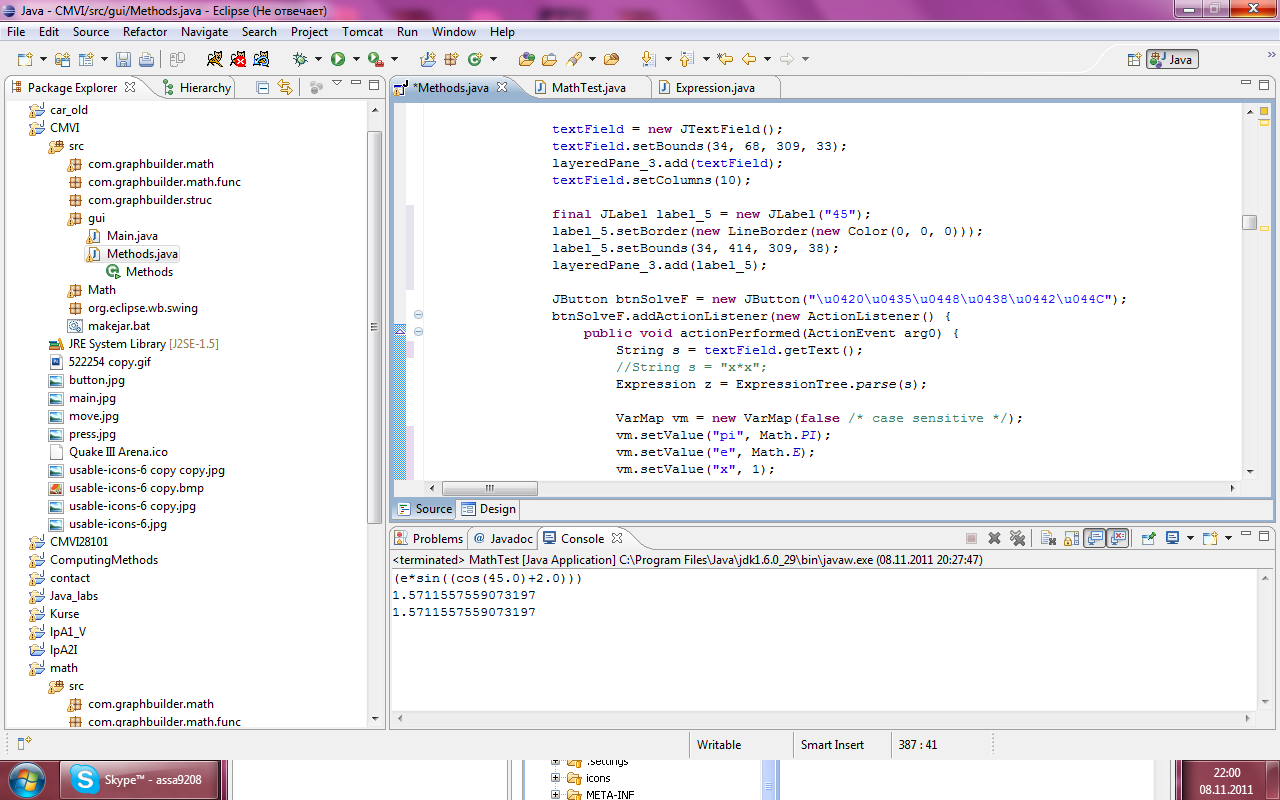 Java - CMVI/src/gui/Methods.java - Eclipse (Не отвечает)
File Edit Source Refactor Navigate Search Project Tomcat Run Window Help
Java
Package Explorer Hierarchy
car_old
CMVI
src
com.graphbuilder.math
com.graphbuilder.math.func
com.graphbuilder.struc
gui
Main.java
Methods.java
Methods
Math
org.eclipse.wb.swing
makejar.bat
JRE System Library [J2SE-1.5]
522254 copy.gif
button.jpg
main.jpg
move.jpg
press.jpg
Quake III Arena.ico
usable-icons-6 copy copy.jpg
usable-icons-6 copy.bmp
usable-icons-6 copy.jpg
usable-icons-6.jpg
CMVI28101
ComputingMethods
contact
Java_labs
Kurse
lpA1_V
lpA2I
math
src
com.graphbuilder.math
com.graphbuilder.math.func
*Methods.java MathTest.java Expression.java
textField = new JTextField();
textField.setBounds(34, 68, 309, 33);
layeredPane_3.add(textField);
textField.setColumns(10);
final JLabel label_5 = new JLabel("45");
label_5.setBorder(new LineBorder(new Color(0, 0, 0)));
label_5.setBounds(34, 414, 309, 38);
layeredPane_3.add(label_5);
JButton btnSolveF = new JButton("\u0420\u0435\u0448\u0438\u0442\u044C");
btnSolveF.addActionListener(new ActionListener() {
public void actionPerformed(ActionEvent arg0) {
String s = textField.getText();
//String s = "x*x";
Expression z = ExpressionTree.parse(s);
VarMap vm = new VarMap(false /* case sensitive */);
vm.setValue("pi", Math.PI);
vm.setValue("e", Math.E);
vm.setValue("x", 1);
Source Design
Problems @ Javadoc Console
<terminated> MathTest [Java Application] C:\Program Files\Java\jdk1.6.0_29\bin\javaw.exe (08.11.2011 20:27:47)
(e*sin((cos(45.0)+2.0)))
1.5711557559073197
1.5711557559073197
Writable Smart Insert 387 : 41
Skype™ - assa9208
.settings
icons
META-INF
22:00
08.11.2011